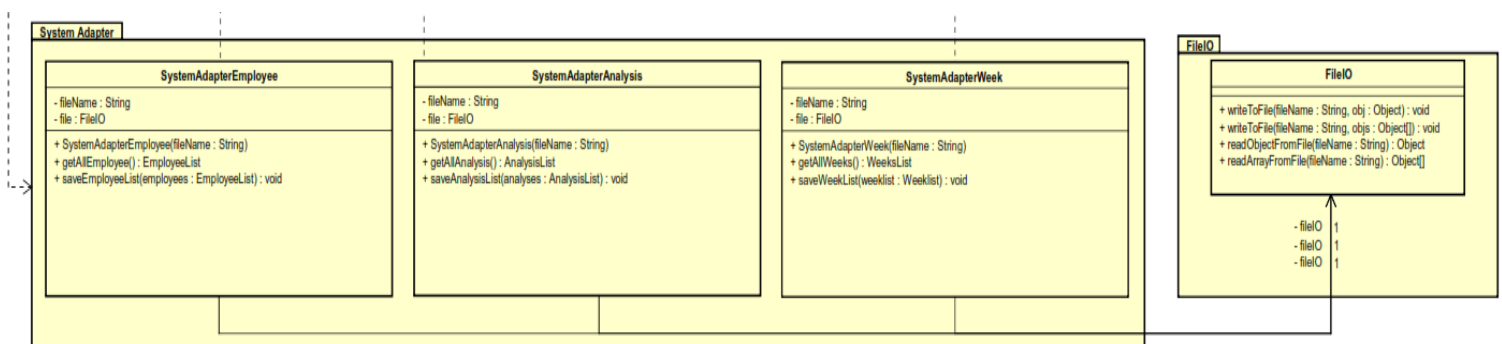 System Adapter
SystemAdapterEmployee
- fileName : String
- file : FileIO
+ SystemAdapterEmployee(fileName : String)
+ getAllEmployee() : EmployeeList
+ saveEmployeeList(employees : EmployeeList) : void
SystemAdapterAnalysis
- fileName : String
- file : FileIO
+ SystemAdapterAnalysis(fileName : String)
+ getAllAnalysis() : AnalysisList
+ saveAnalysisList(analyses : AnalysisList) : void
SystemAdapterWeek
- fileName : String
- file : FileIO
+ SystemAdapterWeek(fileName : String)
+ getAllWeeks() : WeeksList
+ saveWeekList(weeklist : Weeklist) : void
FileIO
FileIO
+ writeToFile(fileName : String, obj : Object) : void
+ writeToFile(fileName : String, objs : Object[]) : void
+ readObjectFromFile(fileName : String) : Object
+ readArrayFromFile(fileName : String) : Object[]
- fileIO 1
- fileIO 1
- fileIO 1